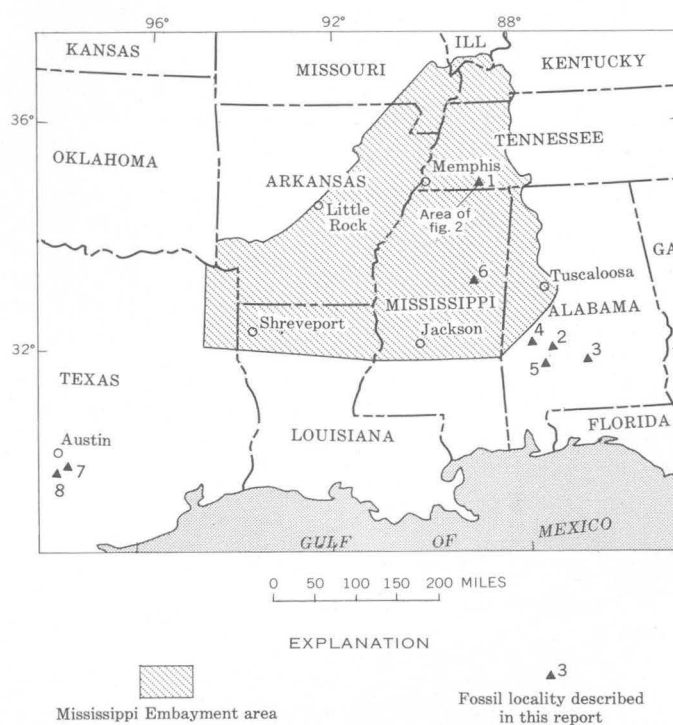 96° 92° 88°
KANSAS
MISSOURI
ILL
KENTUCKY
36°
OKLAHOMA
TENNESSEE
ARKANSAS
Memphis
1
Little
Rock
Area of
fig. 2
GA
6
Tuscaloosa
MISSISSIPPI
ALABAMA
Shreveport
Jackson
4
2
3
5
32°
TEXAS
LOUISIANA
FLORIDA
Austin
7
8
GULF OF MEXICO
0 50 100 150 200 MILES
EXPLANATION
3
Mississippi Embayment area
Fossil locality described
in this report